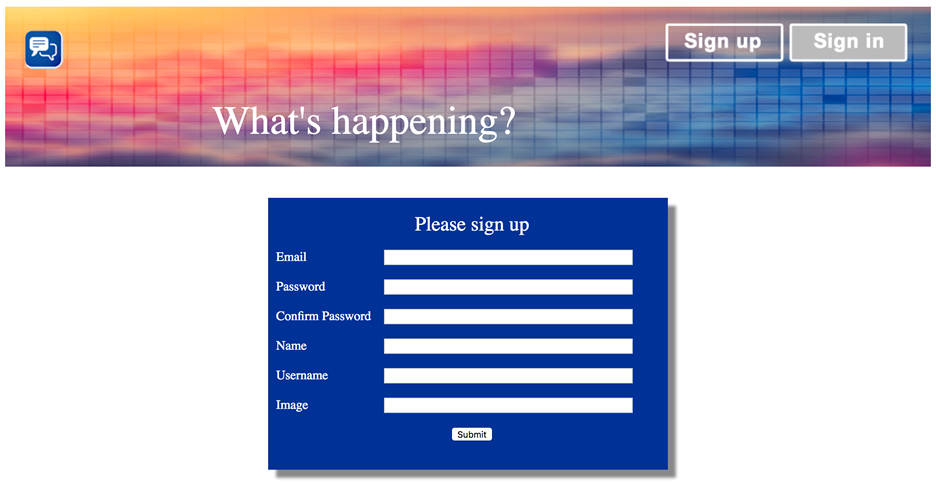 Sign up
Sign in
What's happening?
Please sign up
Email
Password
Confirm Password
Name
Username
Image
Submit